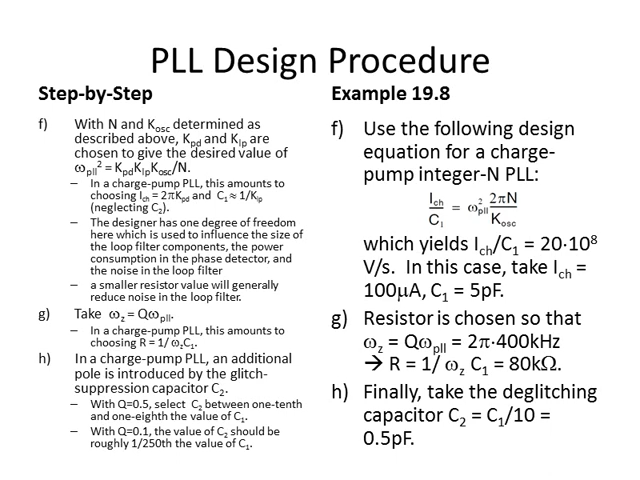 PLL Design Procedure
Step-by-Step
f) With N and Kosc determined as
described above, Kpd and Klp are
chosen to give the desired value of
ωpll² = KpdKlpKosc/N.
– In a charge-pump PLL, this amounts to
choosing Ich = 2πKpd and C₁ ≈ 1/Klp
(neglecting C₂).
– The designer has one degree of freedom
here which is used to influence the size of
the loop filter components, the power
consumption in the phase detector, and
the noise in the loop filter
– a smaller resistor value will generally
reduce noise in the loop filter.
g) Take ωz = Qωpll.
– In a charge-pump PLL, this amounts to
choosing R = 1/ ωzC₁.
h) In a charge-pump PLL, an additional
pole is introduced by the glitch-
suppression capacitor C₂.
– With Q=0.5, select C₂ between one-tenth
and one-eighth the value of C₁.
– With Q=0.1, the value of C₂ should be
roughly 1/250th the value of C₁.
Example 19.8
f) Use the following design
equation for a charge-
pump integer-N PLL:
Ich/C₁ = ω²pll 2πN/Kosc
which yields Ich/C₁ = 20·10⁸
V/s. In this case, take Ich =
100μA, C₁ = 5pF.
g) Resistor is chosen so that
ωz = Qωpll = 2π·400kHz
→ R = 1/ ωz C₁ = 80kΩ.
h) Finally, take the deglitching
capacitor C₂ = C₁/10 =
0.5pF.